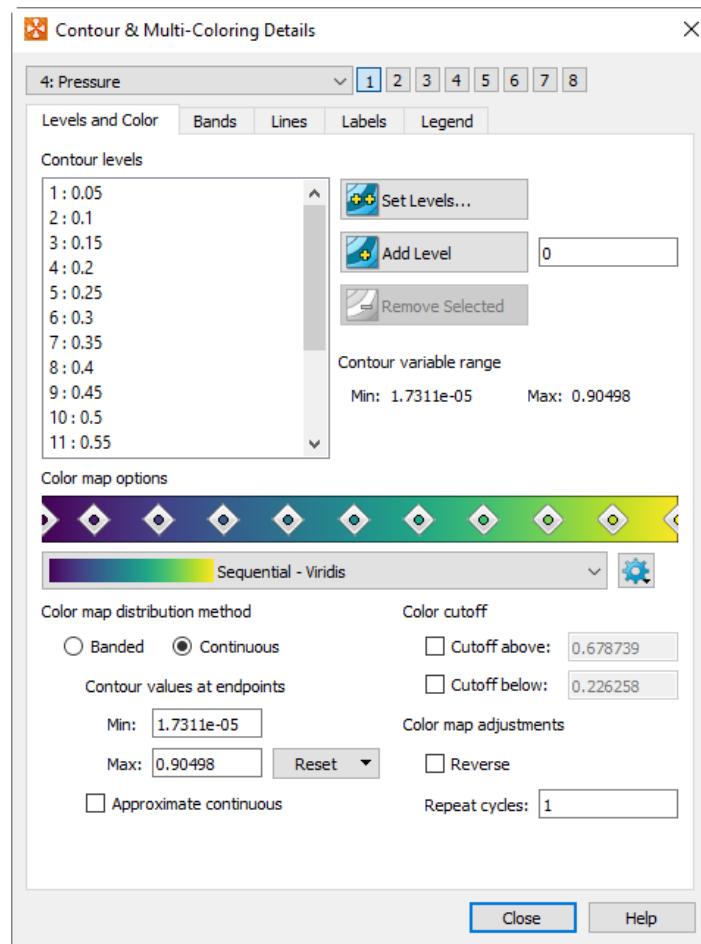 Contour & Multi-Coloring Details
4: Pressure
1 2 3 4 5 6 7 8
Levels and Color Bands Lines Labels Legend
Contour levels
1 : 0.05
2 : 0.1
3 : 0.15
4 : 0.2
5 : 0.25
6 : 0.3
7 : 0.35
8 : 0.4
9 : 0.45
10 : 0.5
11 : 0.55
Set Levels...
Add Level 0
Remove Selected
Contour variable range
Min: 1.7311e-05 Max: 0.90498
Color map options
Sequential - Viridis
Color map distribution method
Banded Continuous
Contour values at endpoints
Min: 1.7311e-05
Max: 0.90498 Reset
Approximate continuous
Color cutoff
Cutoff above: 0.678739
Cutoff below: 0.226258
Color map adjustments
Reverse
Repeat cycles: 1
Close Help